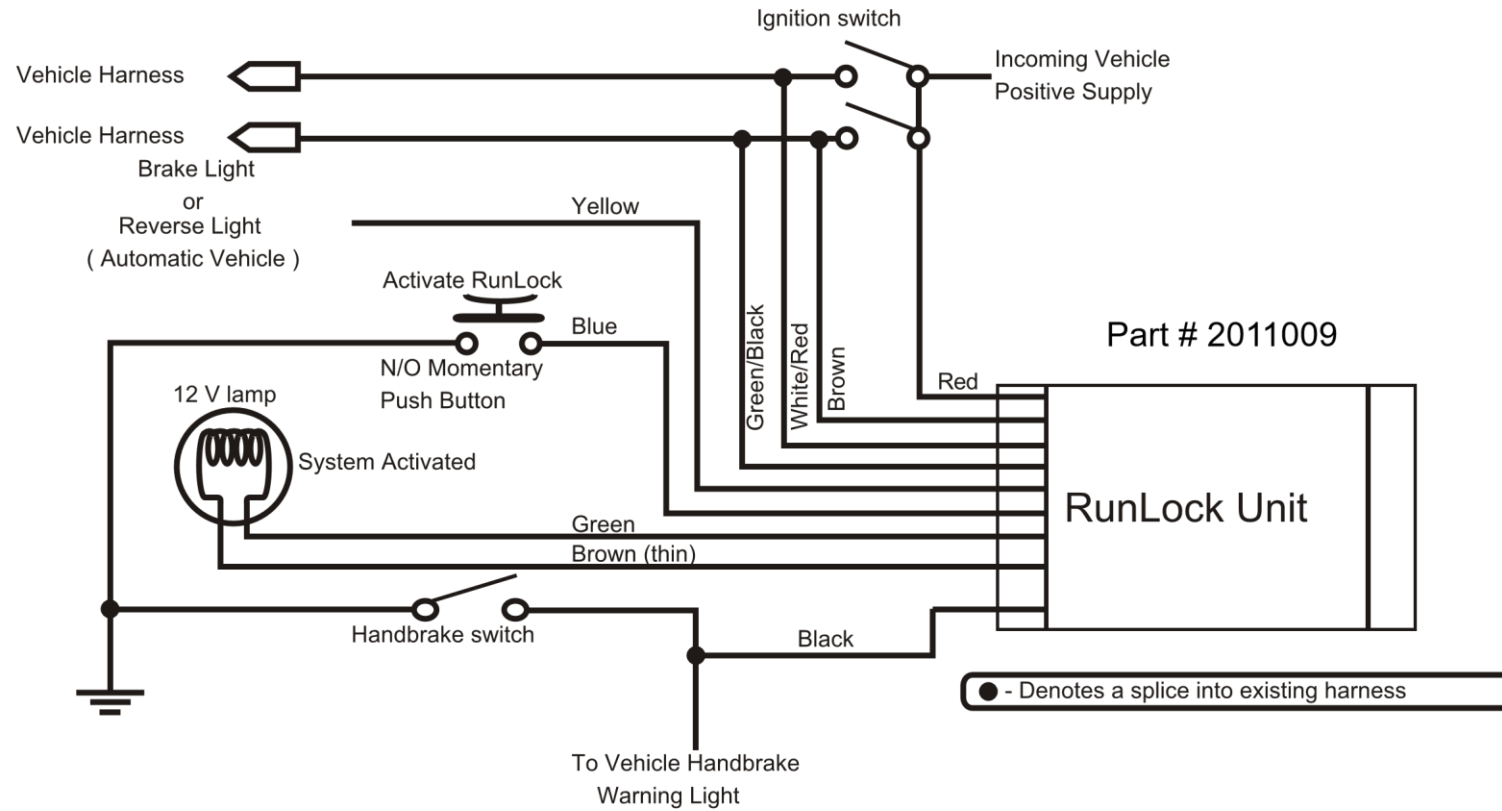 Ignition switch
Vehicle Harness
Incoming Vehicle
Positive Supply
Vehicle Harness
Brake Light
or
Reverse Light
( Automatic Vehicle )
Yellow
Activate RunLock
Blue
N/O Momentary
Push Button
Green/Black
White/Red
Brown
Part # 2011009
Red
12 V lamp
System Activated
RunLock Unit
Green
Brown (thin)
Handbrake switch
Black
- Denotes a splice into existing harness
To Vehicle Handbrake
Warning Light